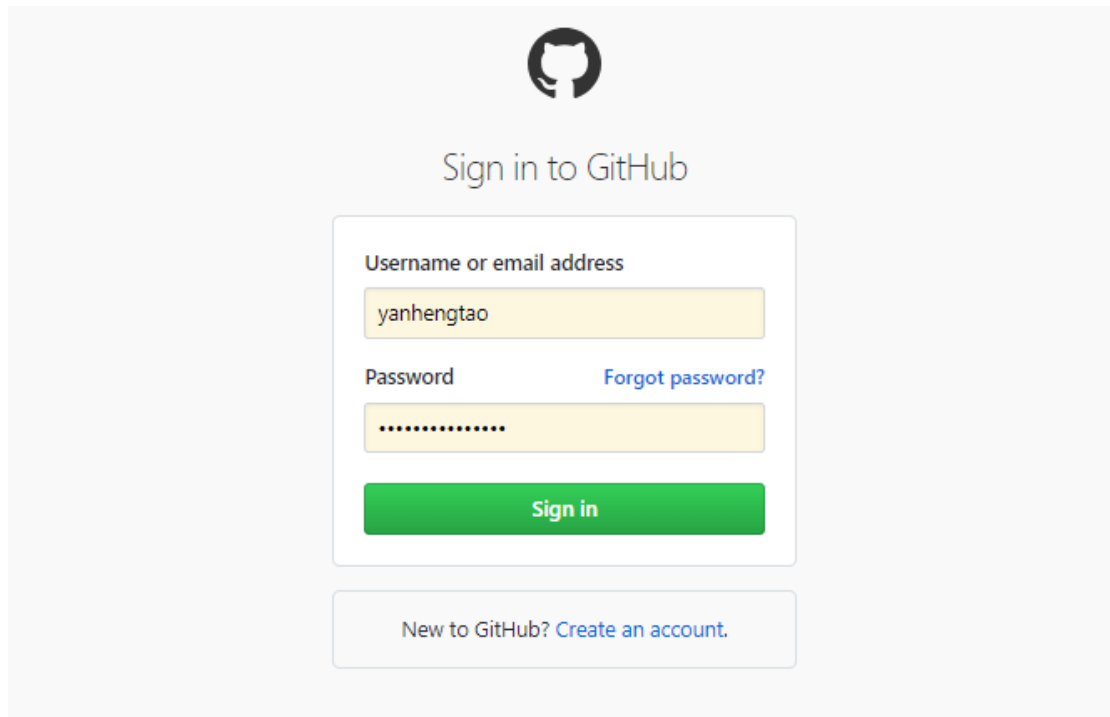 Sign in to GitHub
Username or email address
yanhengtao
Password Forgot password?
•••••••••••••••
Sign in
New to GitHub? Create an account.